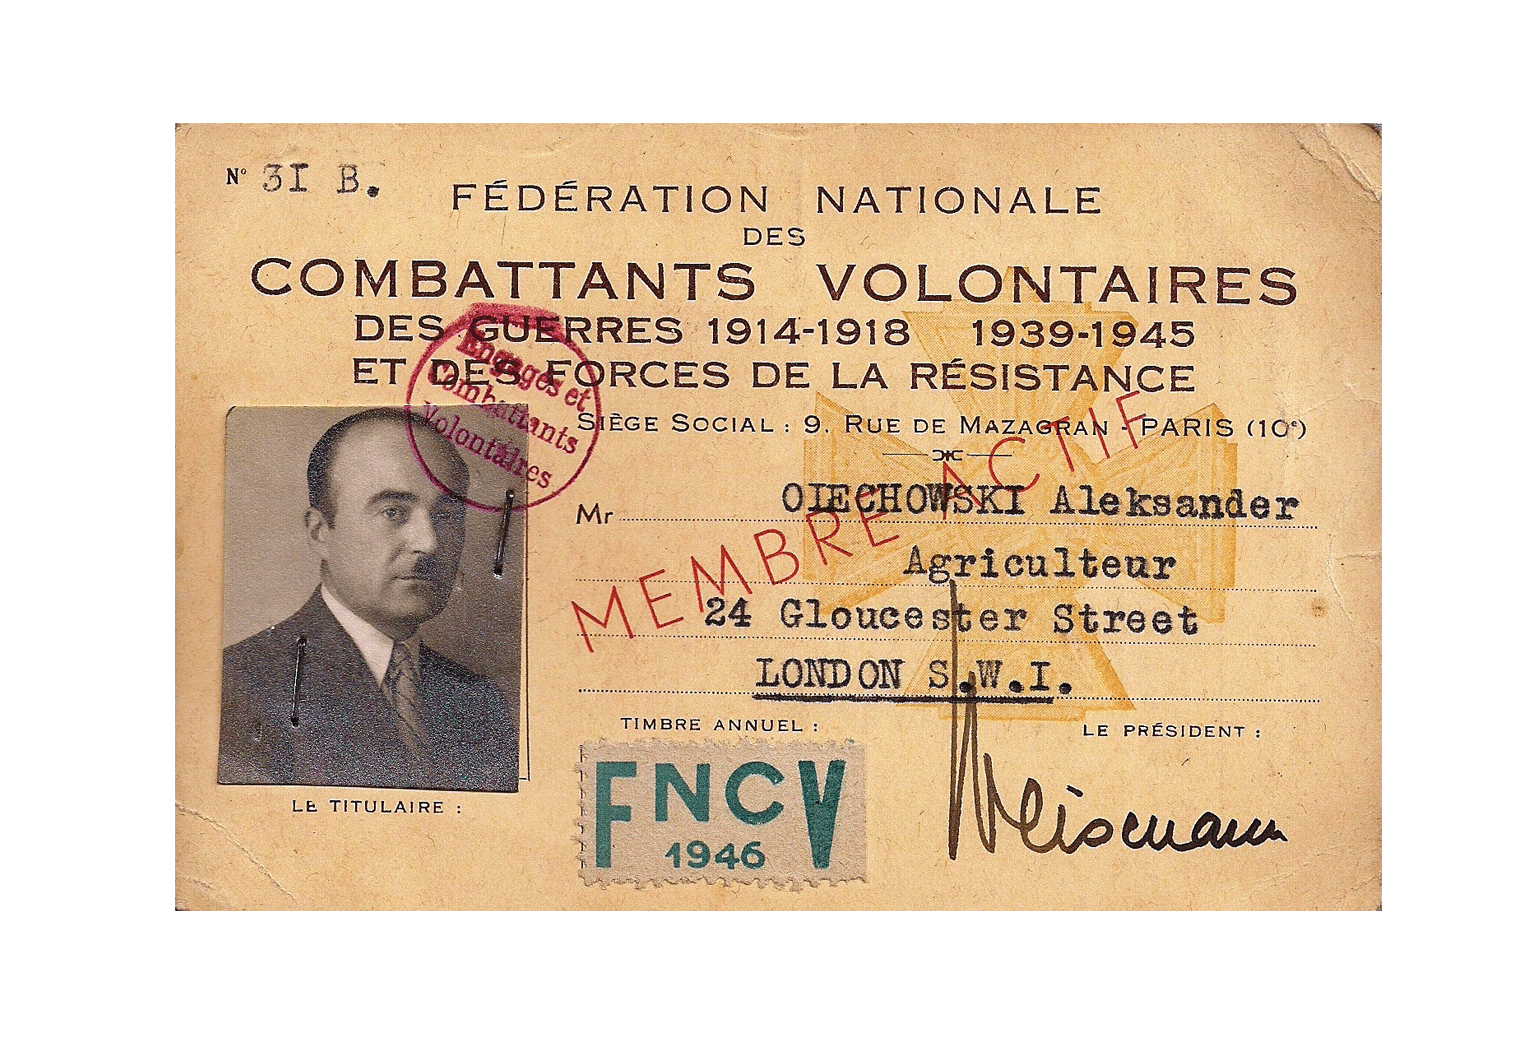 N° 3I B.
FÉDÉRATION NATIONALE
DES
COMBATTANTS VOLONTAIRES
DES GUERRES 1914-1918 1939-1945
ET DES FORCES DE LA RÉSISTANCE
SIÈGE SOCIAL : 9. RUE DE MAZAGRAN - PARIS (10e)
Engagés et
Combattants
Volontaires
MEMBRE ACTIF
Mr OIECHOWSKI Aleksander
Agriculteur
24 Gloucester Street
LONDON S.W.I.
TIMBRE ANNUEL :
LE PRÉSIDENT :
LE TITULAIRE :
FNCV
1946